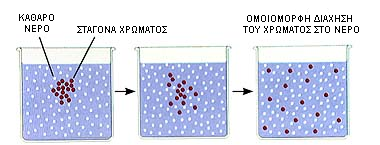 ΚΑΘΑΡΟ
ΝΕΡΟ
ΣΤΑΓΟΝΑ ΧΡΩΜΑΤΟΣ
ΟΜΟΙΟΜΟΡΦΗ ΔΙΑΧΗΣΗ
ΤΟΥ ΧΡΩΜΑΤΟΣ ΣΤΟ ΝΕΡΟ